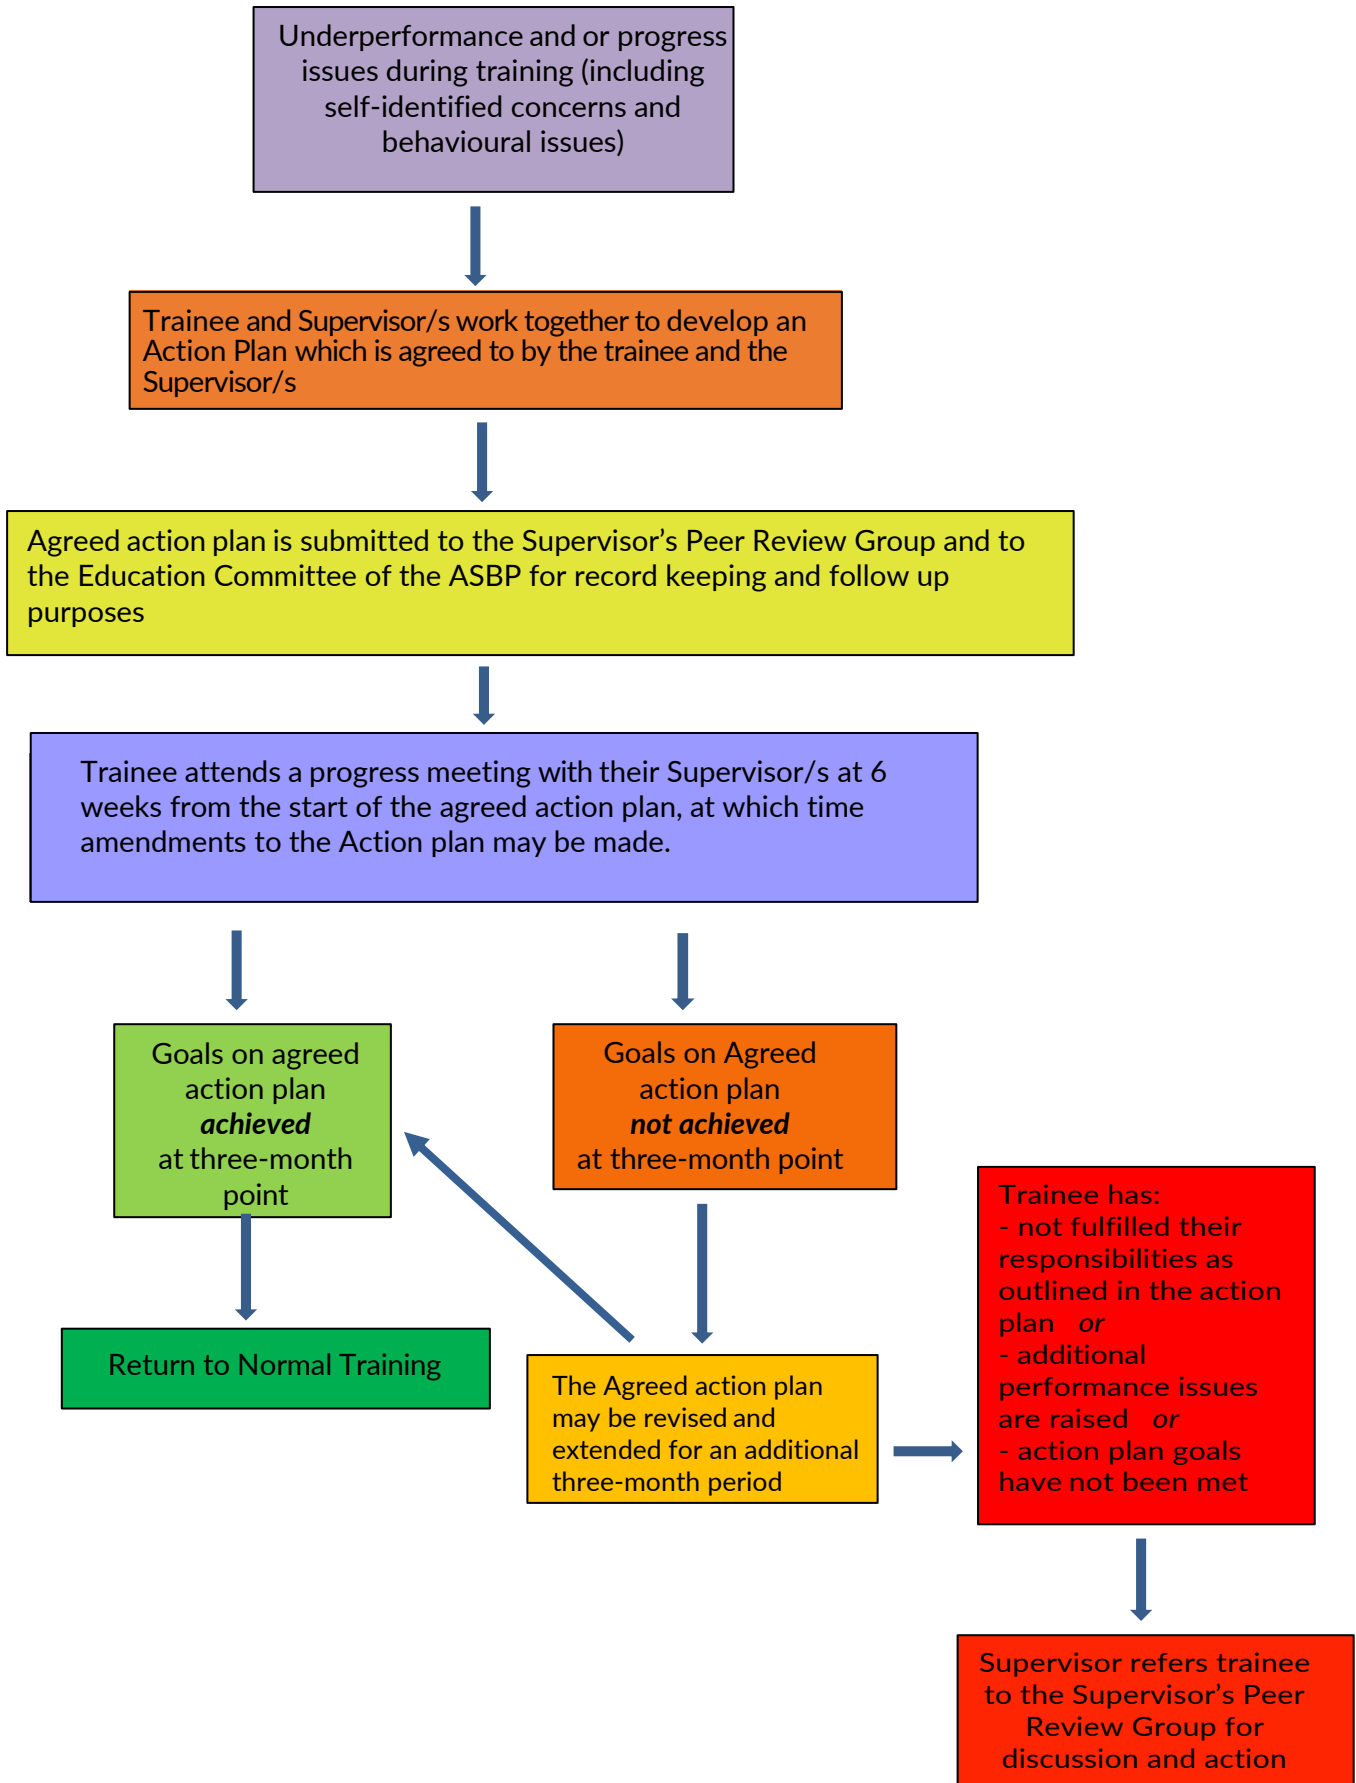 Underperformance and or progress
issues during training (including
self-identified concerns and
behavioural issues)
Trainee and Supervisor/s work together to develop an
Action Plan which is agreed to by the trainee and the
Supervisor/s
Agreed action plan is submitted to the Supervisor’s Peer Review Group and to
the Education Committee of the ASBP for record keeping and follow up
purposes
Trainee attends a progress meeting with their Supervisor/s at 6
weeks from the start of the agreed action plan, at which time
amendments to the Action plan may be made.
Goals on agreed
action plan
achieved
at three-month
point
Goals on Agreed
action plan
not achieved
at three-month point
Return to Normal Training
The Agreed action plan
may be revised and
extended for an additional
three-month period
Trainee has:
- not fulfilled their
responsibilities as
outlined in the action
plan or
- additional
performance issues
are raised or
- action plan goals
have not been met
Supervisor refers trainee
to the Supervisor’s Peer
Review Group for
discussion and action